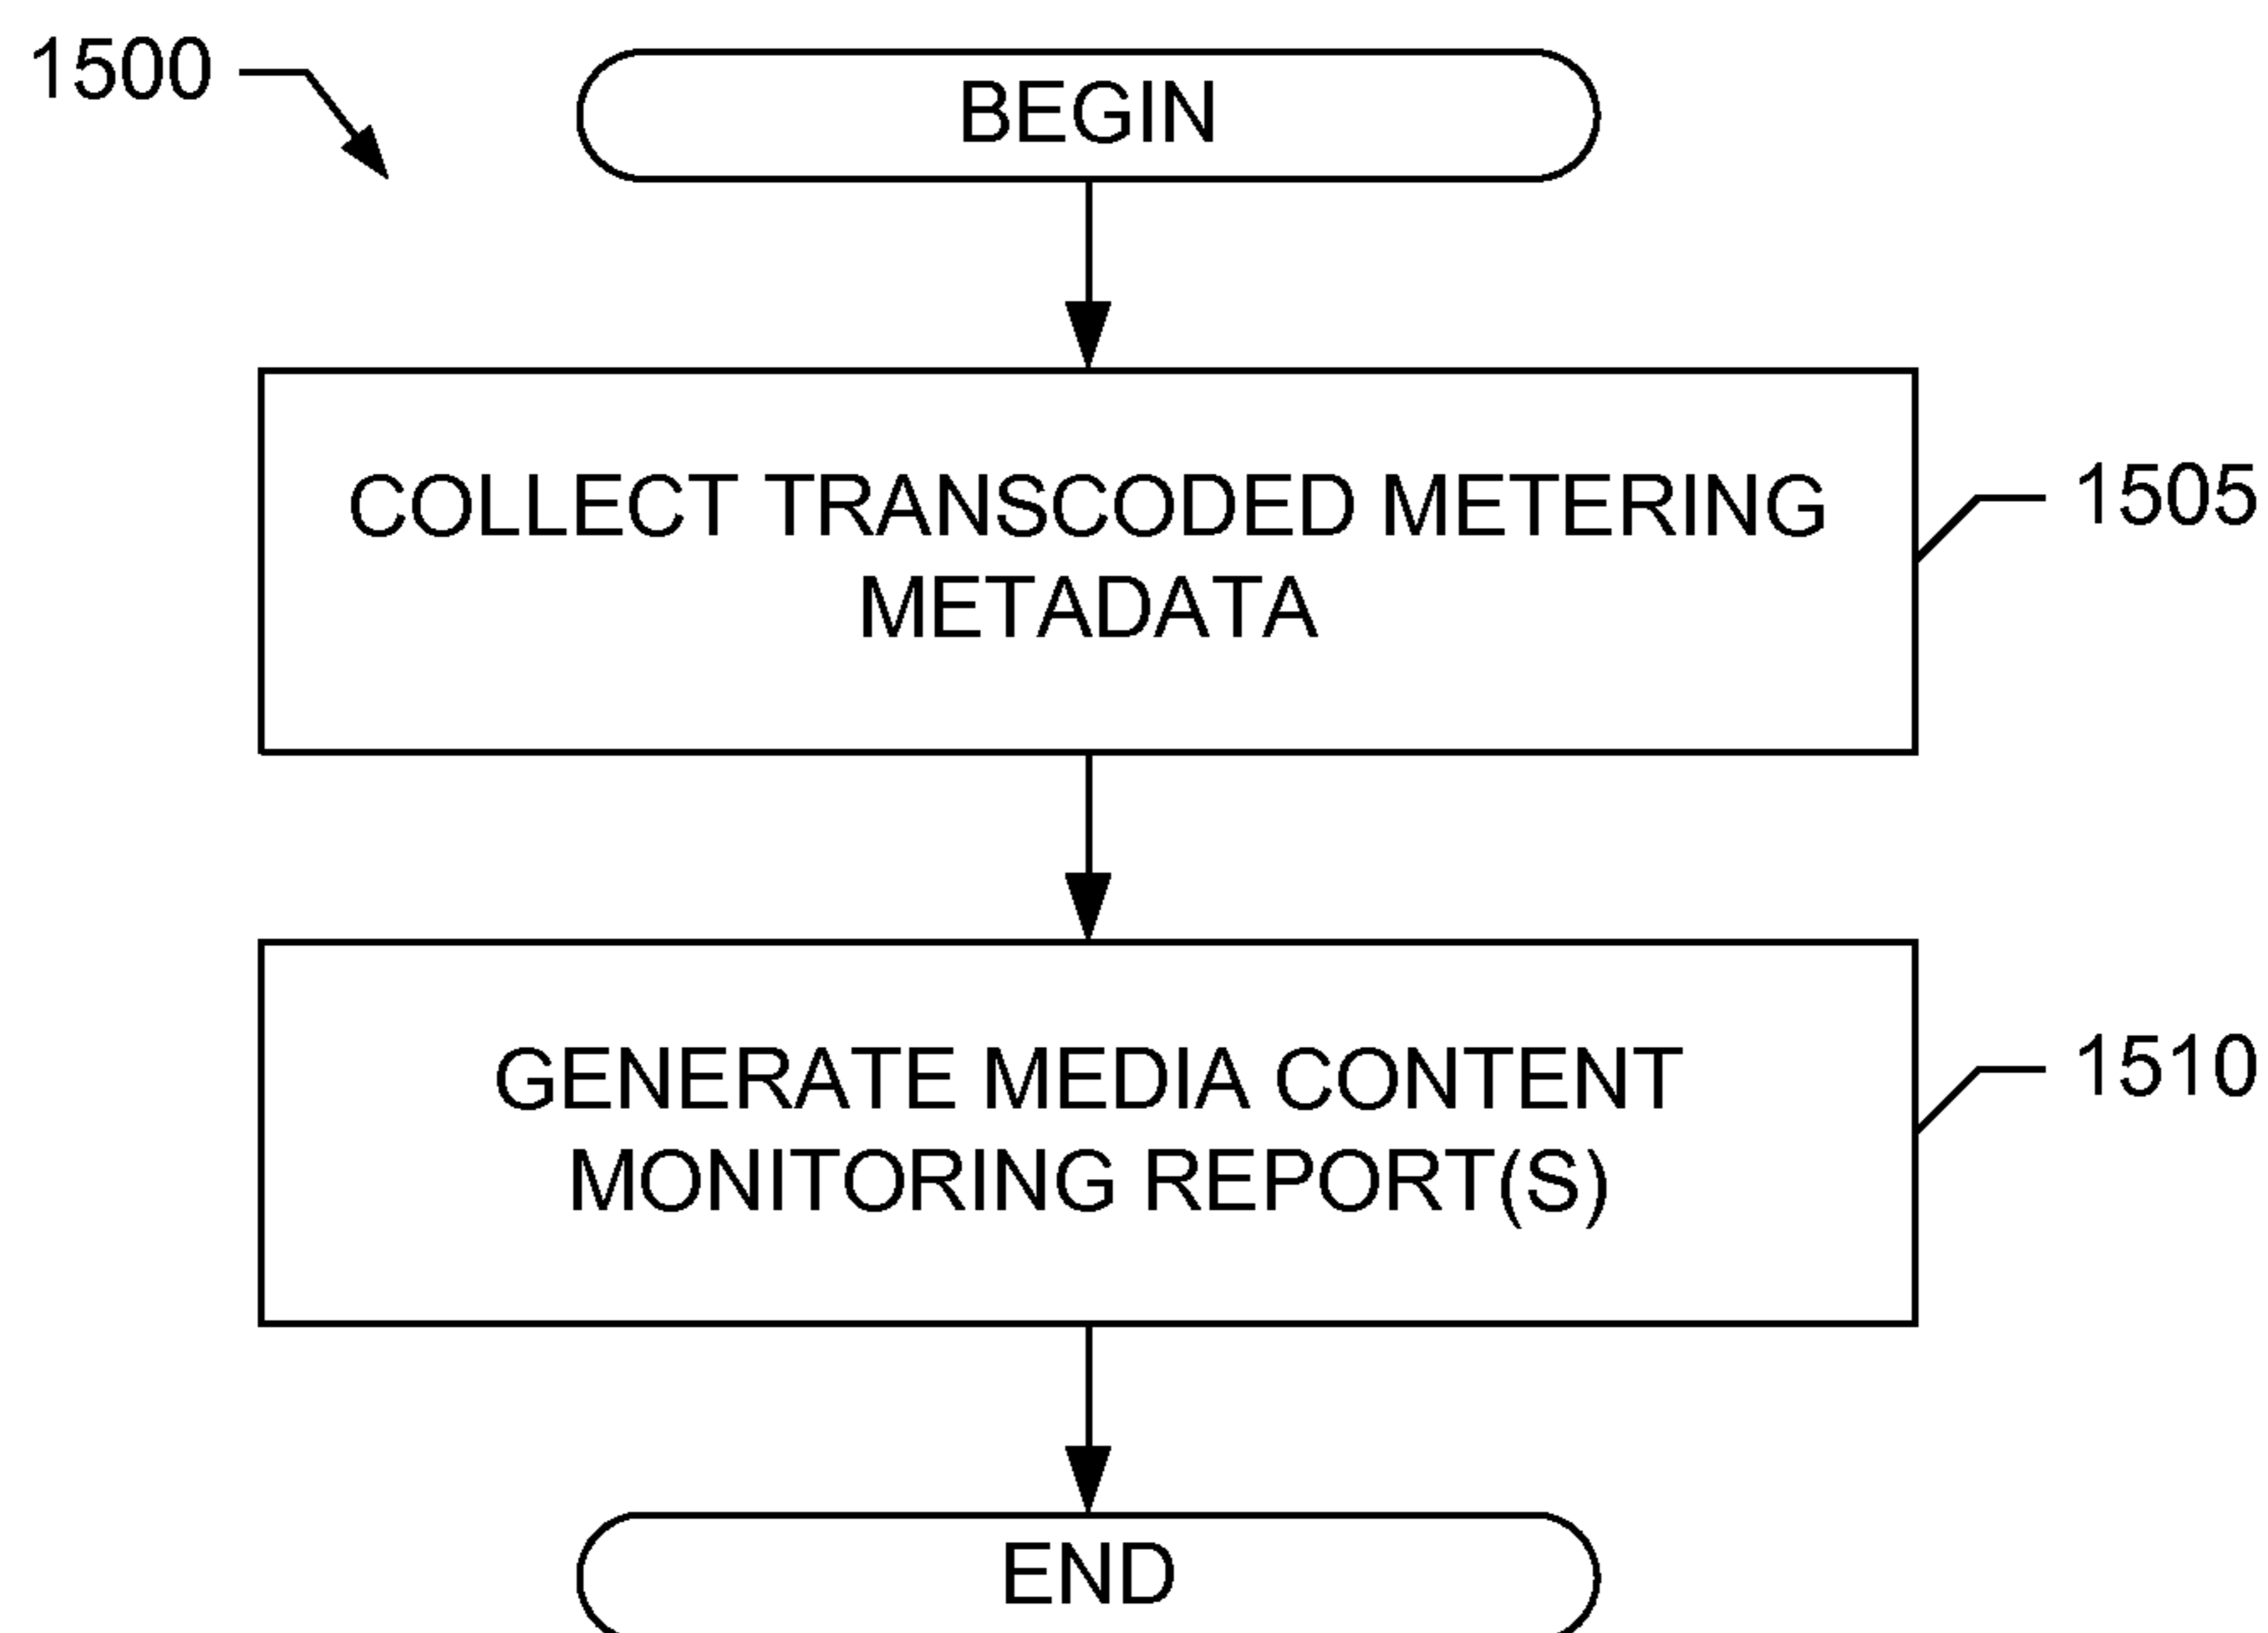 1500
BEGIN
COLLECT TRANSCODED METERING
METADATA
1505
GENERATE MEDIA CONTENT
MONITORING REPORT(S)
1510
END